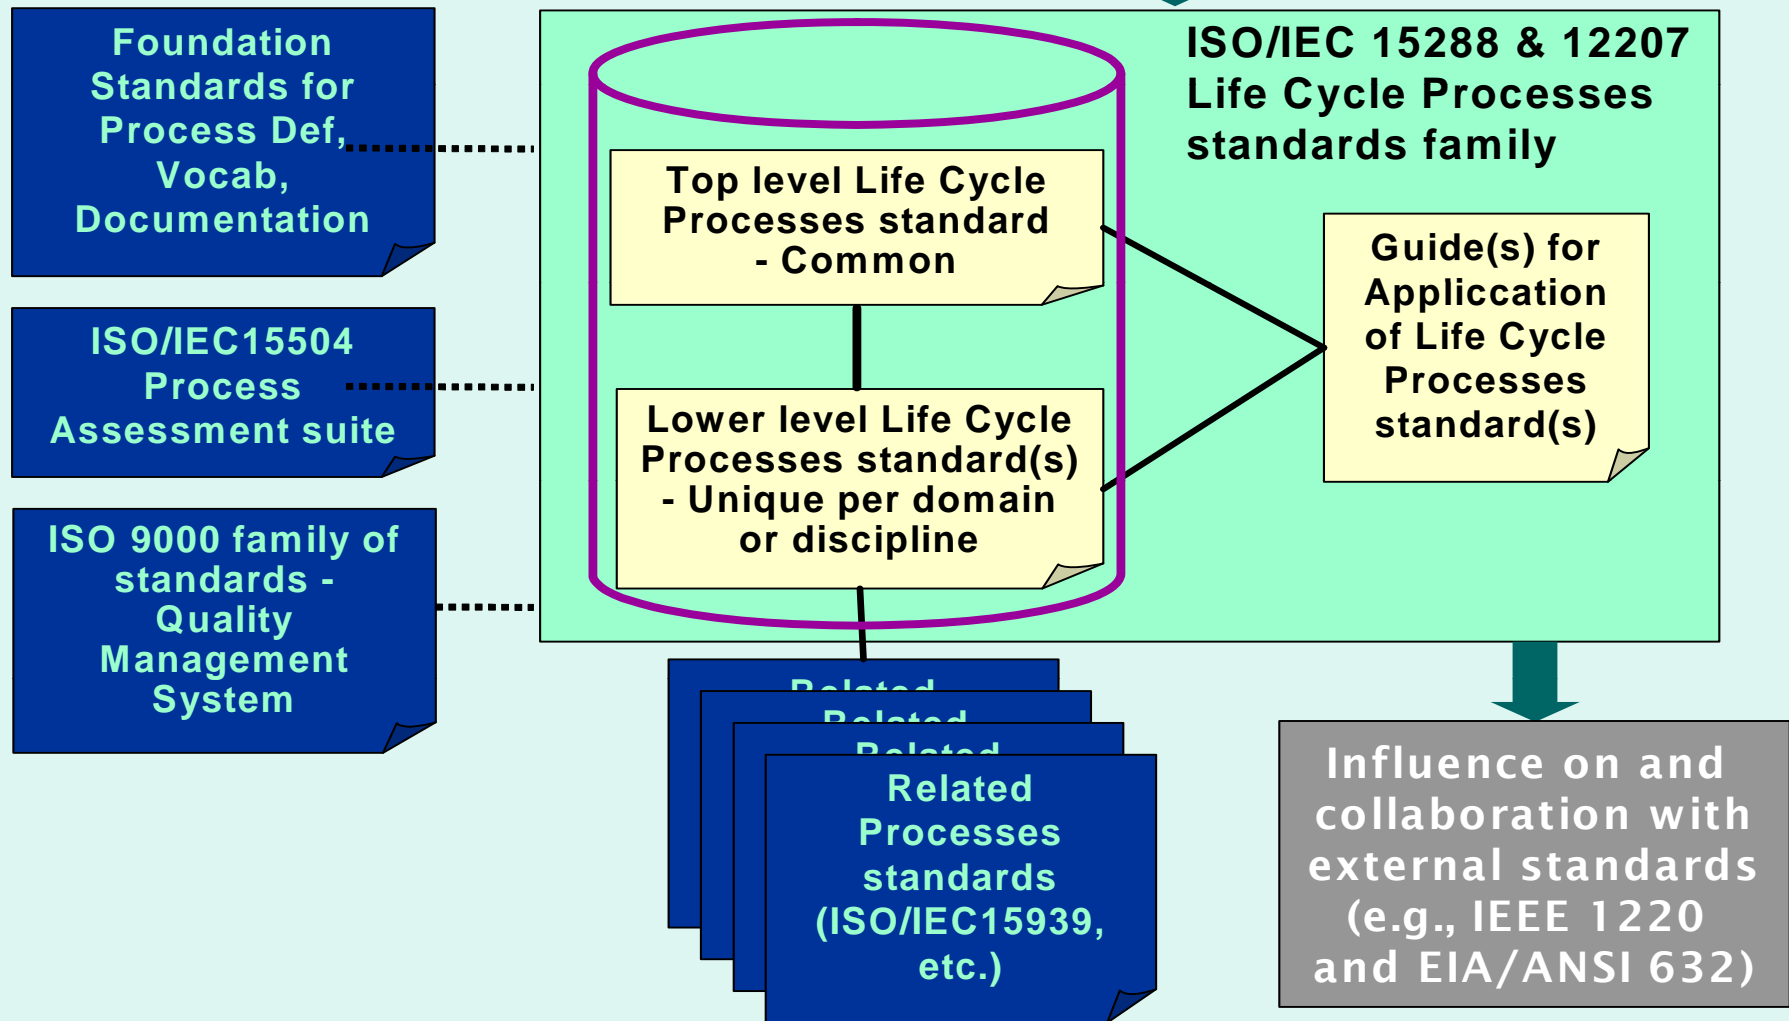 Foundation
Standards for
Process Def,
Vocab,
Documentation
ISO/IEC15504
Process
Assessment suite
ISO 9000 family of
standards -
Quality
Management
System
ISO/IEC 15288 & 12207
Life Cycle Processes
standards family
Top level Life Cycle
Processes standard
- Common
Lower level Life Cycle
Processes standard(s)
- Unique per domain
or discipline
Guide(s) for
Appliccation
of Life Cycle
Processes
standard(s)
Related
Related
Related
Related
Processes
standards
(ISO/IEC15939,
etc.)
Influence on and
collaboration with
external standards
(e.g., IEEE 1220
and EIA/ANSI 632)